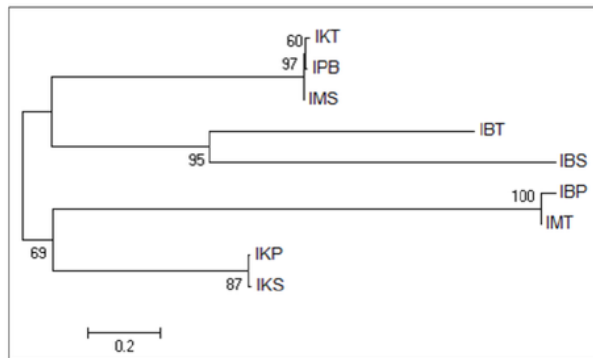 60 IKT
97 IPB
IMS
IBT
95
IBS
100 IBP
IMT
69
IKP
87 IKS
0.2